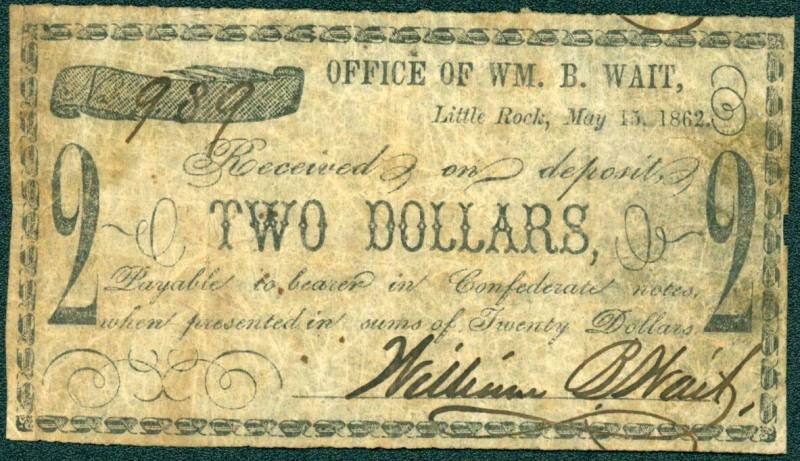 No 989
OFFICE OF WM. B. WAIT,
Little Rock, May 15, 1862.
Received on deposit,
2 TWO DOLLARS, 2
Payable to bearer in Confederate notes,
when presented in sums of Twenty Dollars.
William B Wait,